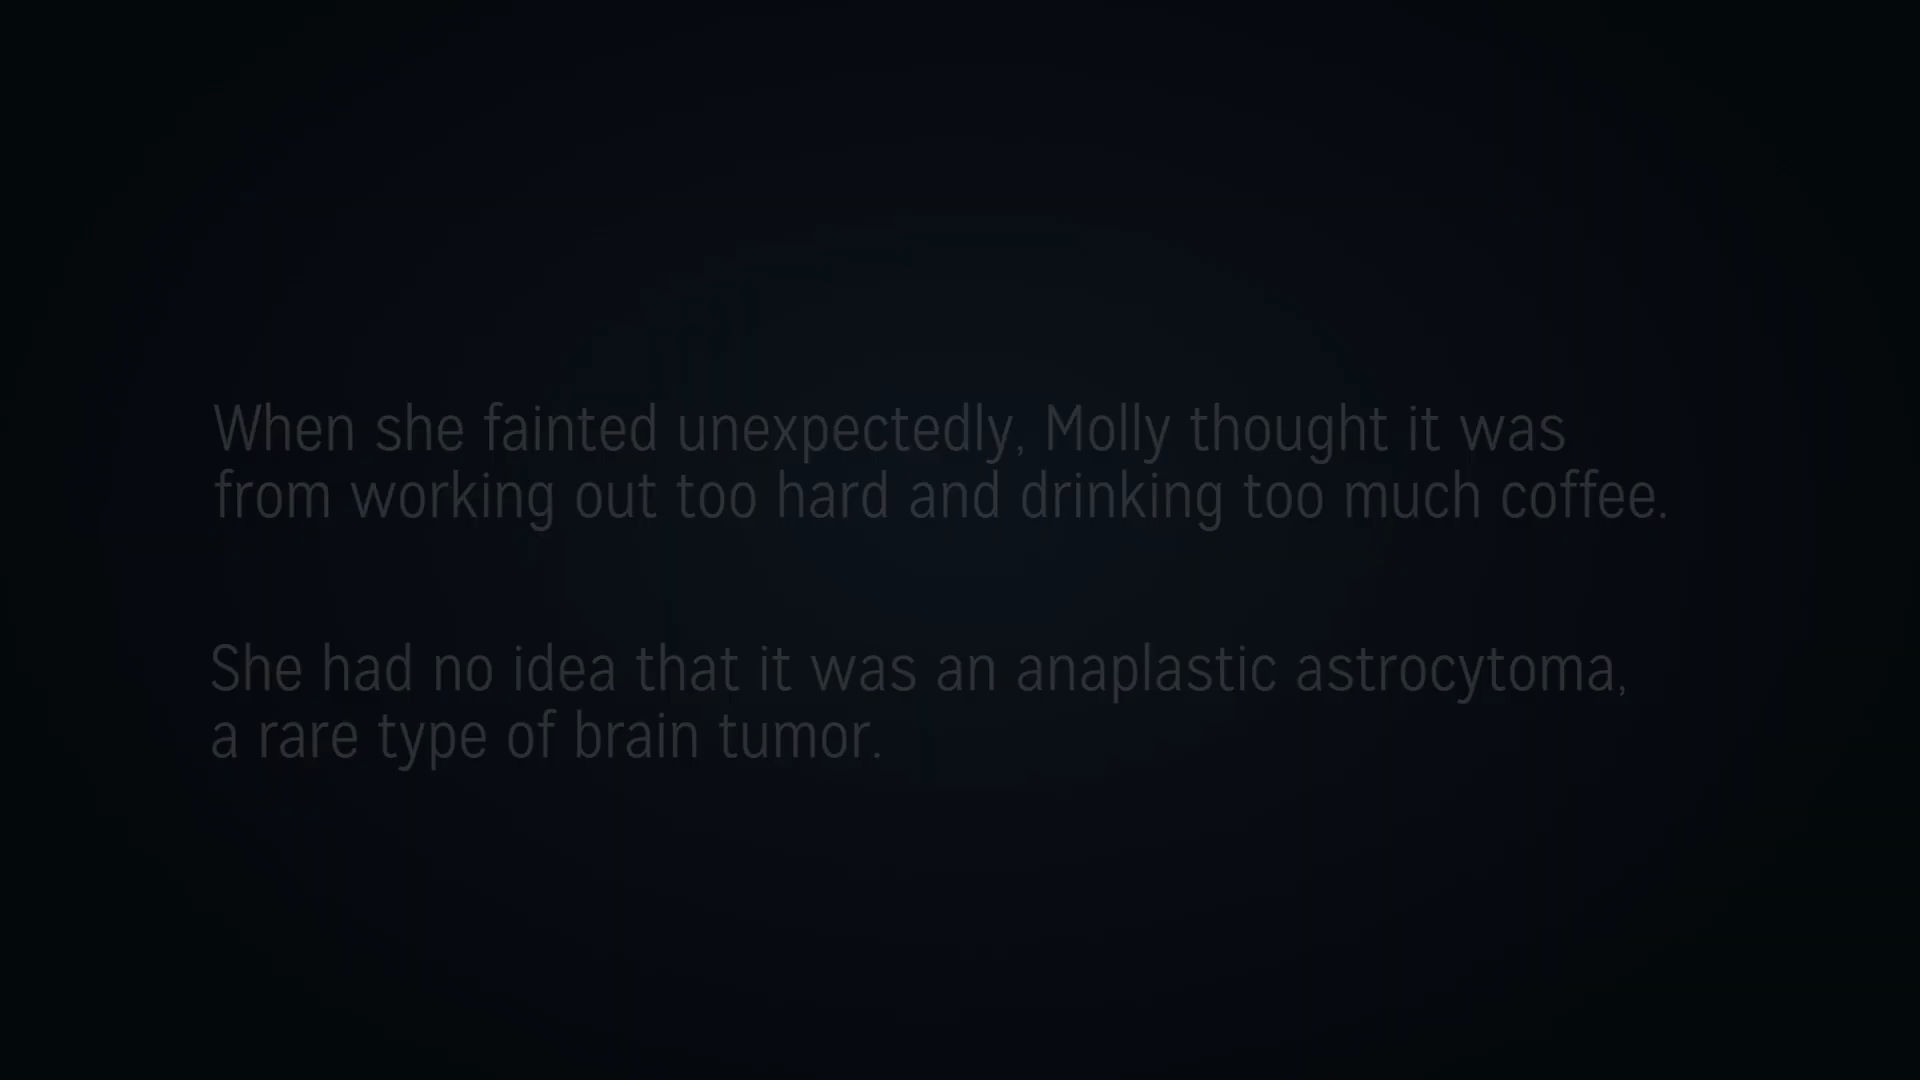 When she fainted unexpectedly, Molly thought it was
from working out too hard and drinking too much coffee.
She had no idea that it was an anaplastic astrocytoma,
a rare type of brain tumor.